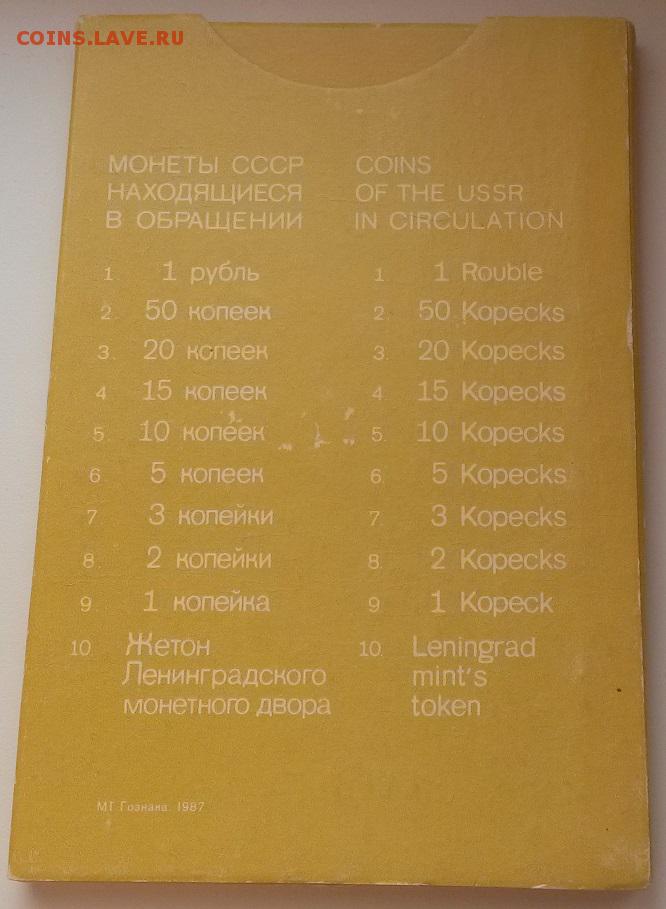 COINS.LAVE.RU
МОНЕТЫ СССР
НАХОДЯЩИЕСЯ
В ОБРАЩЕНИИ
1 1 рубль
2. 50 копеек
3. 20 копеек
4 15 копеек
5. 10 копеек
6 5 копеек
7 3 копейки
8. 2 копейки
9. 1 копейка
10. Жетон
Ленинградского
монетного двора
COINS
OF THE USSR
IN CIRCULATION
1. 1 Rouble
2. 50 Kopecks
3. 20 Kopecks
4 15 Kopecks
5. 10 Kopecks
6. 5 Kopecks
7. 3 Kopecks
8. 2 Kopecks
9 1 Kopeck
10. Leningrad
mint's
token
МТ Гознака. 1987